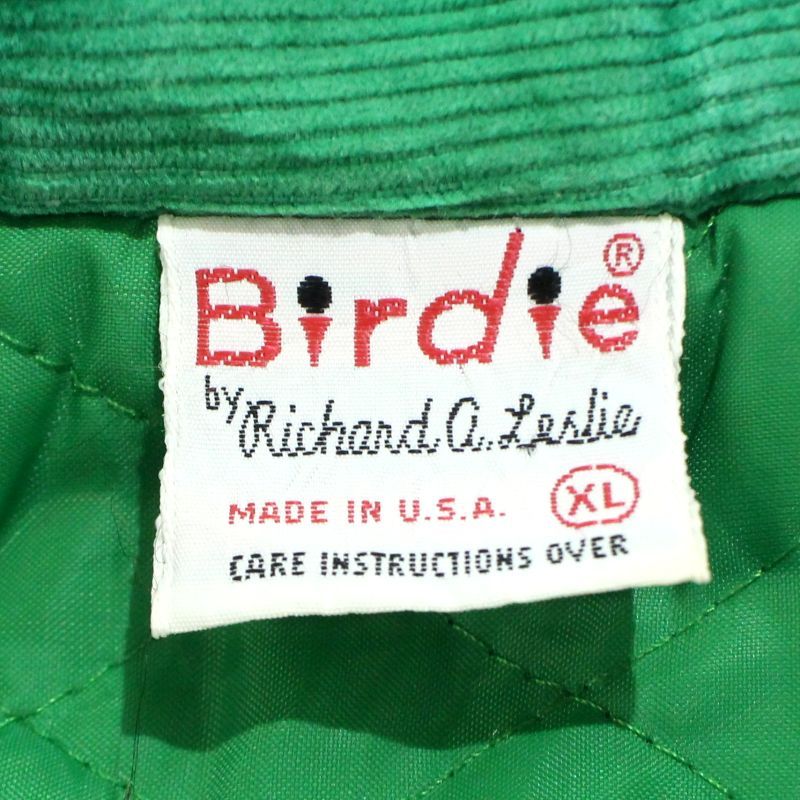 Birdie®
by Richard A. Leslie
MADE IN U.S.A. XL
CARE INSTRUCTIONS OVER